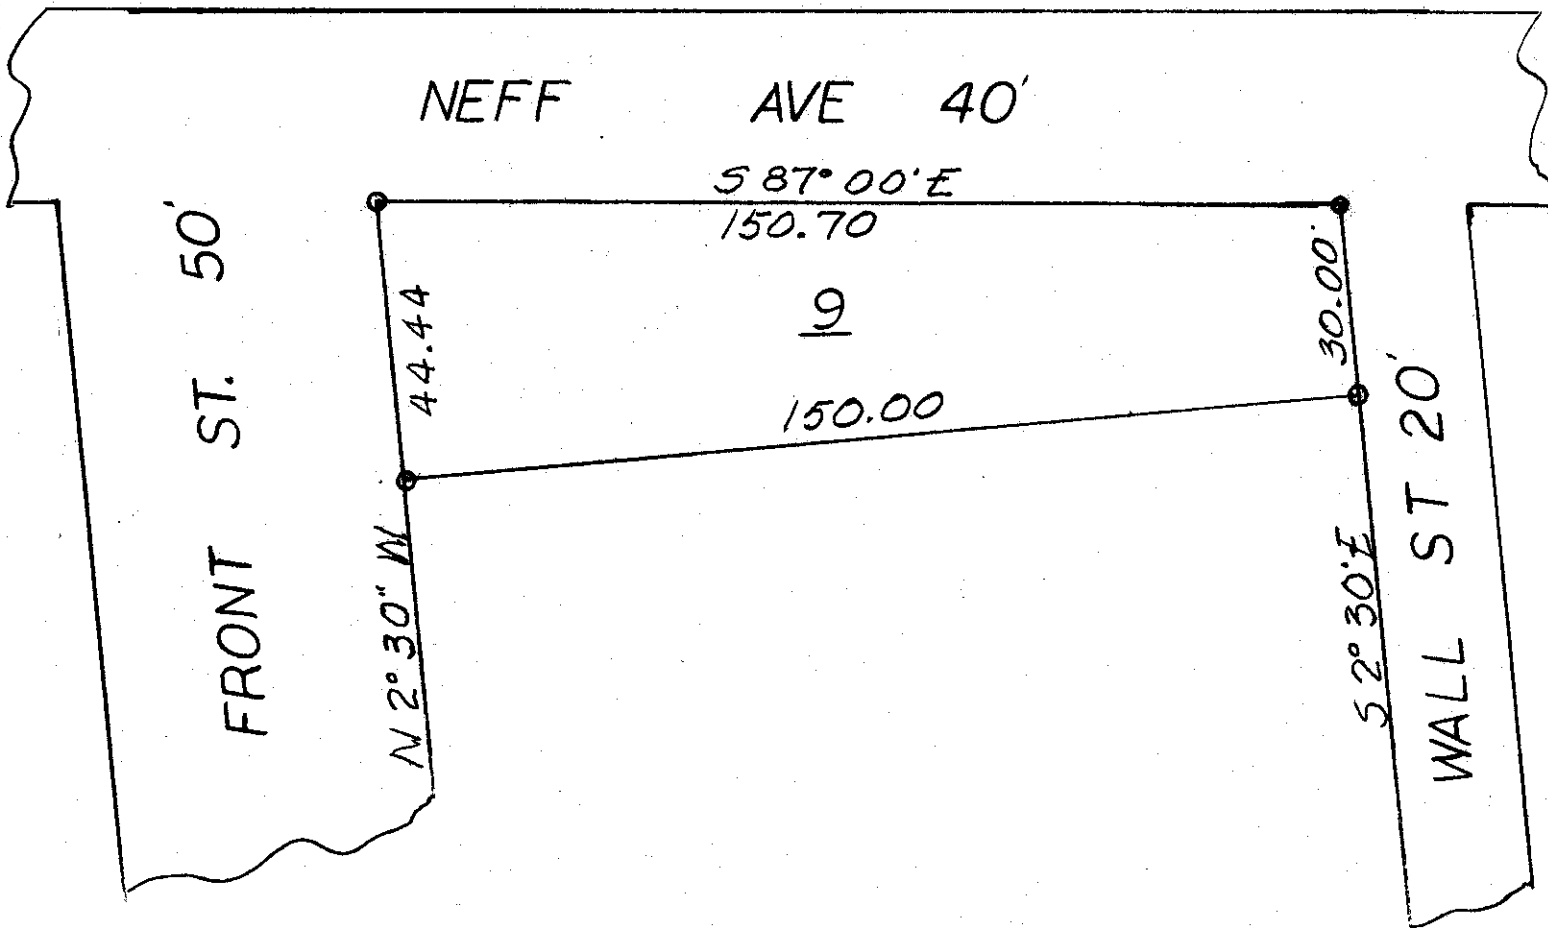 NEFF AVE 40'
S 87° 00' E
150.70
FRONT ST. 50'
44.44
9
30.00'
150.00
N 2° 30" W
S 2° 30' E
WALL ST 20'